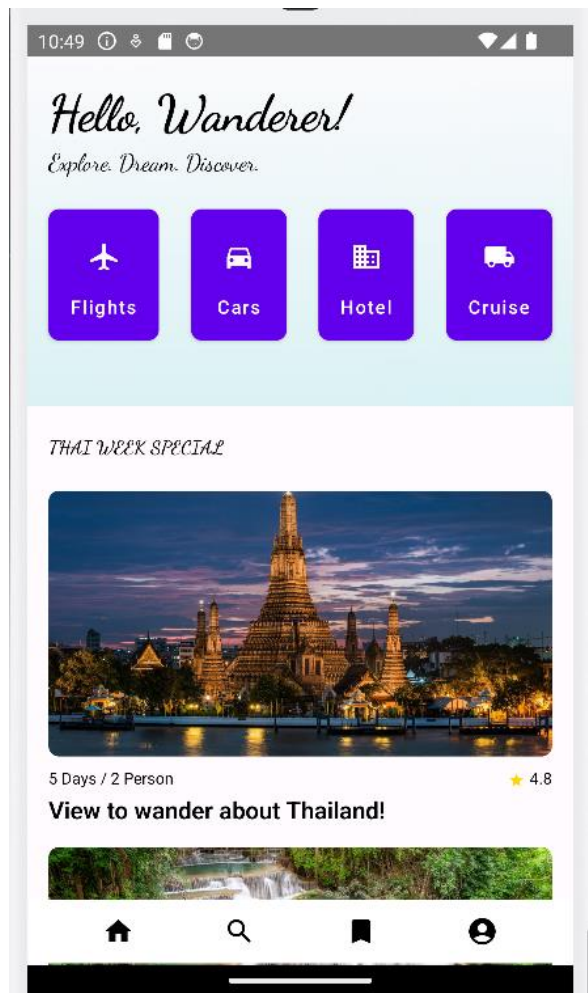 10:49
Hello, Wanderer!
Explore. Dream. Discover.
Flights Cars Hotel Cruise
THAI WEEK SPECIAL
5 Days / 2 Person 4.8
View to wander about Thailand!